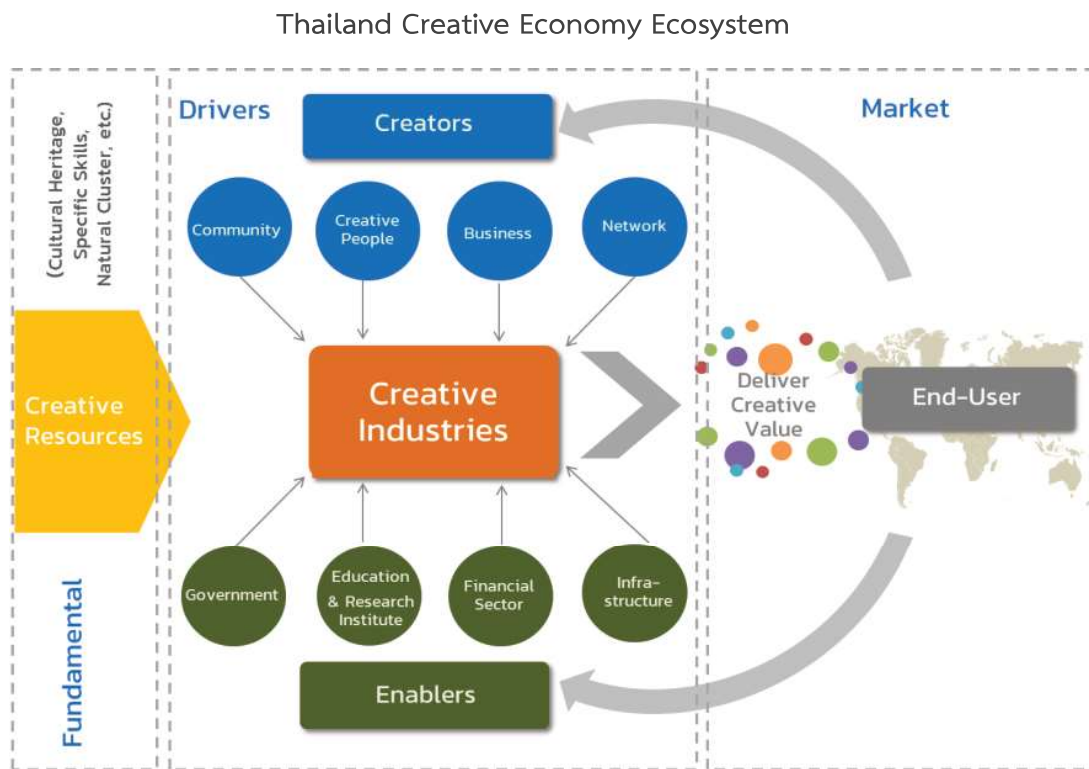 Thailand Creative Economy Ecosystem
(Cultural Heritage,
Specific Skills,
Natural Cluster, etc.)
Creative
Resources
Fundamental
Drivers
Creators
Community
Creative
People
Business
Network
Creative
Industries
Government
Education
& Research
Institute
Financial
Sector
Infra-
structure
Enablers
Market
Deliver
Creative
Value
End-User